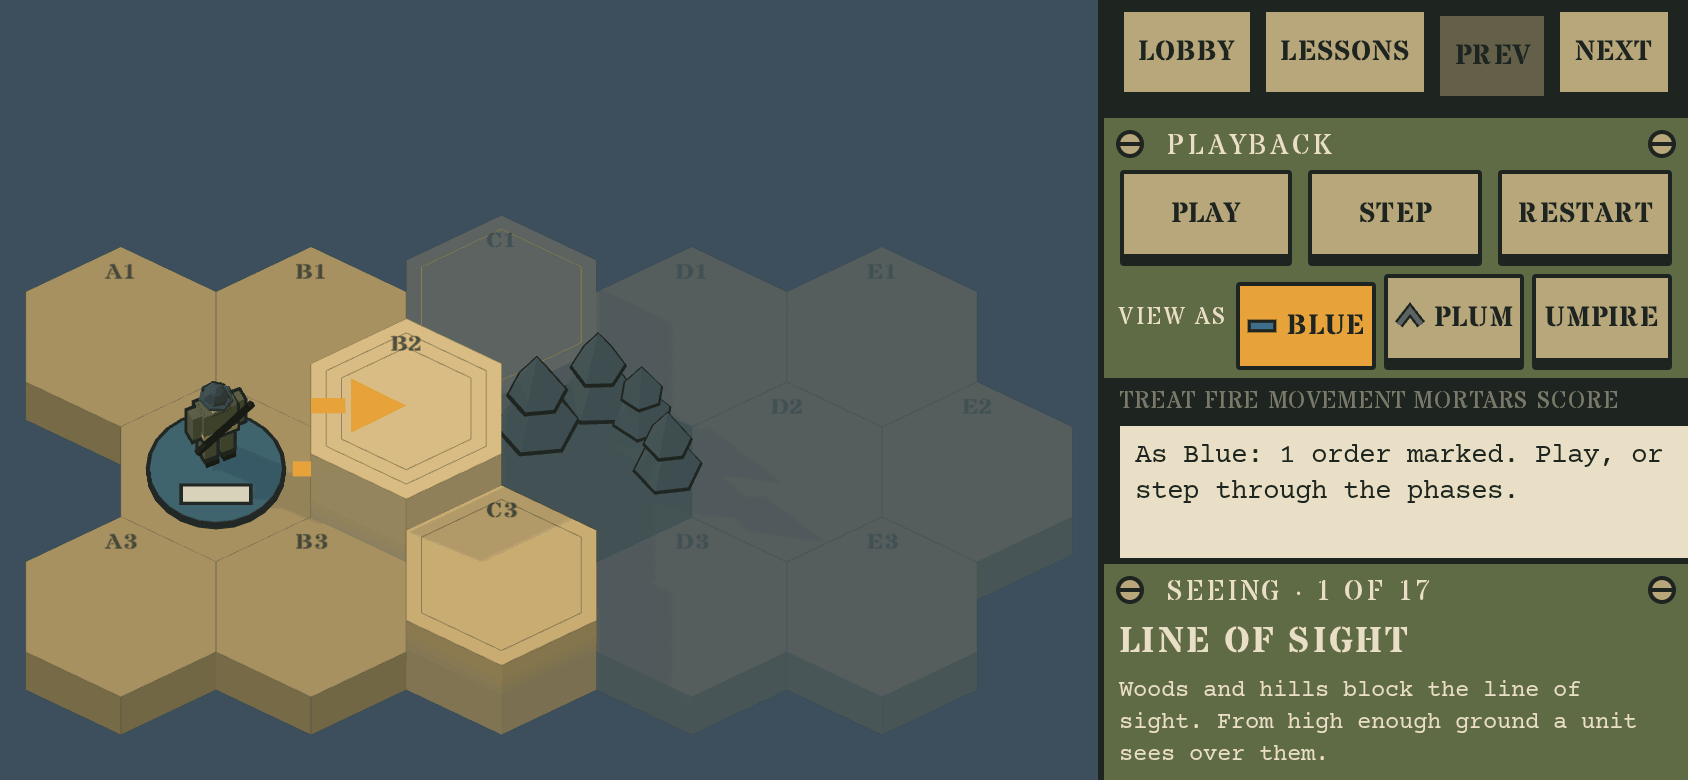 LOBBY
LESSONS
PREV
NEXT
PLAYBACK
PLAY
STEP
RESTART
VIEW AS
BLUE
PLUM
UMPIRE
TREAT FIRE MOVEMENT MORTARS SCORE
As Blue: 1 order marked. Play, or
step through the phases.
SEEING · 1 OF 17
LINE OF SIGHT
Woods and hills block the line of
sight. From high enough ground a unit
sees over them.
C1
A1
B1
D1
E1
B2
D2
E2
C3
A3
B3
D3
E3